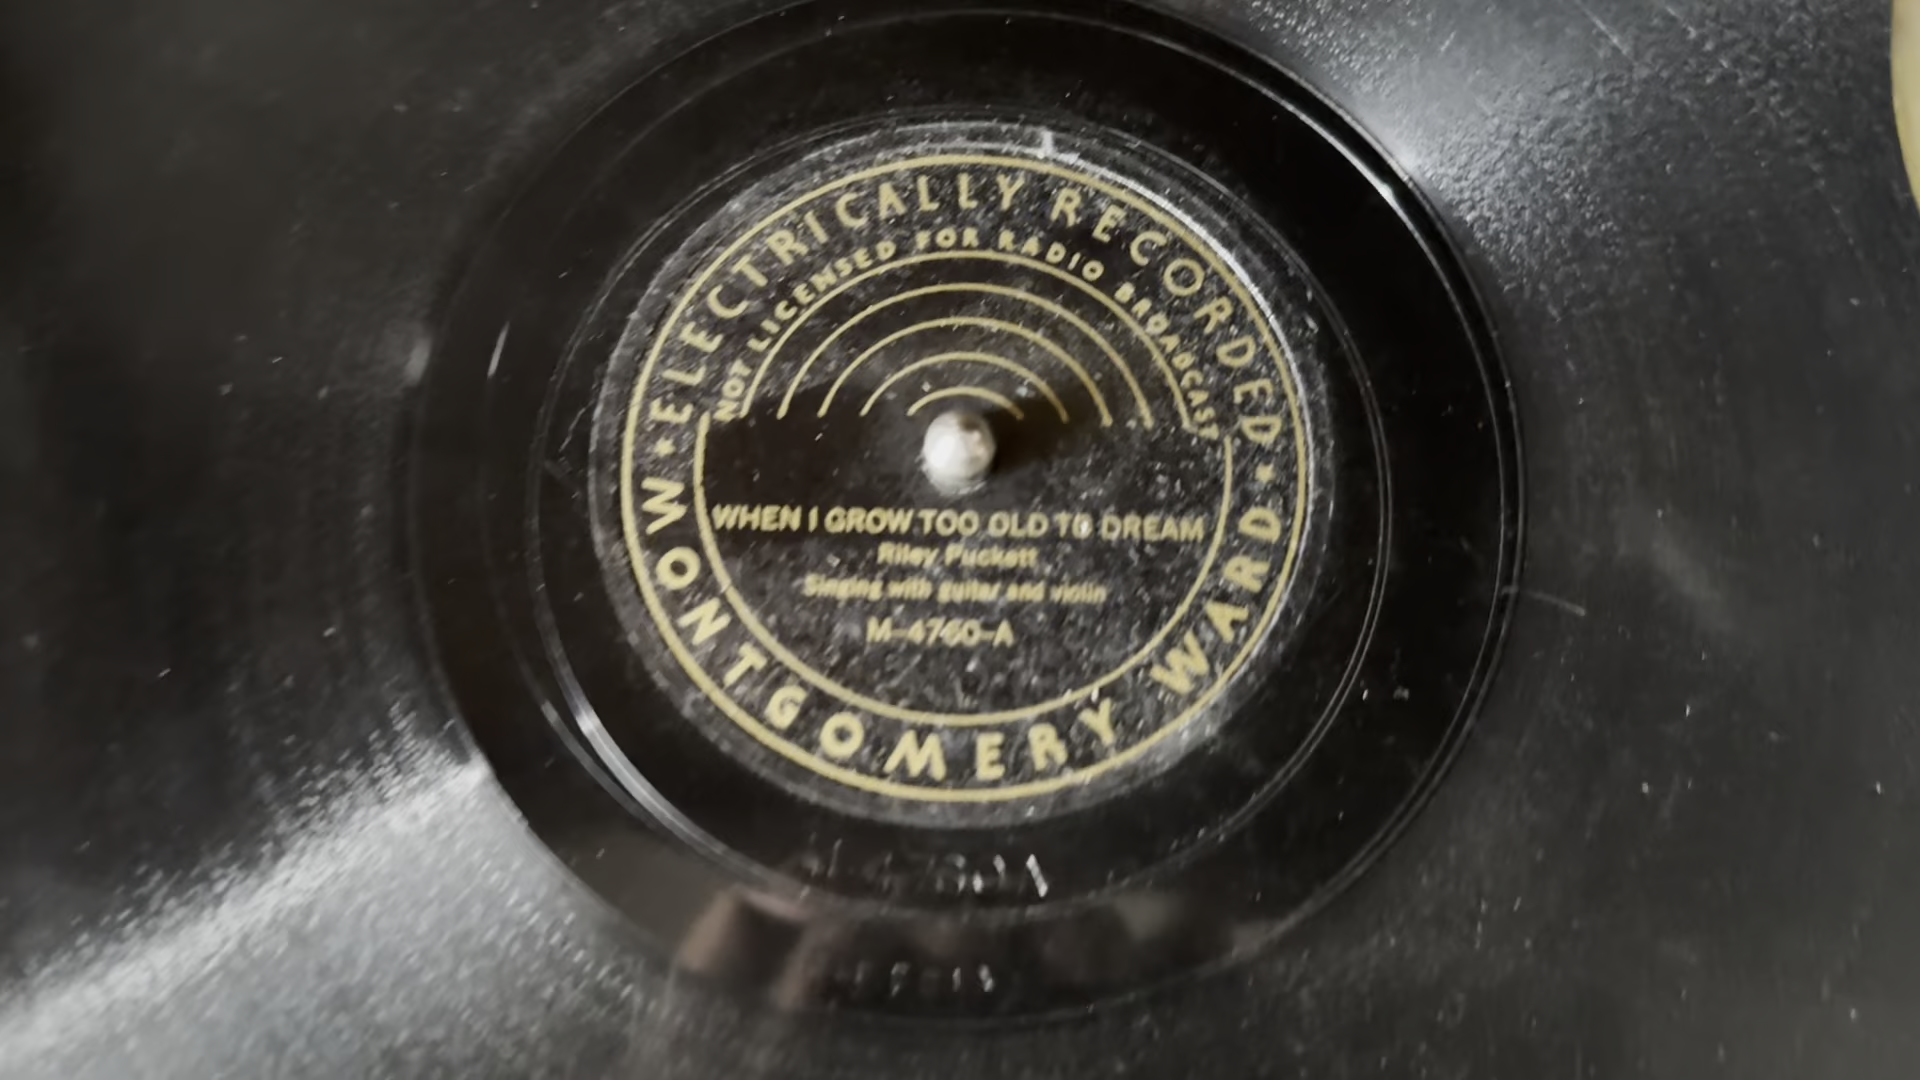 ELECTRICALLY RECORDED
NOT LICENSED FOR RADIO BROADCAST
WHEN I GROW TOO OLD TO DREAM
Riley Puckett
Singing with guitar and violin
M-4760-A
MONTGOMERY WARD